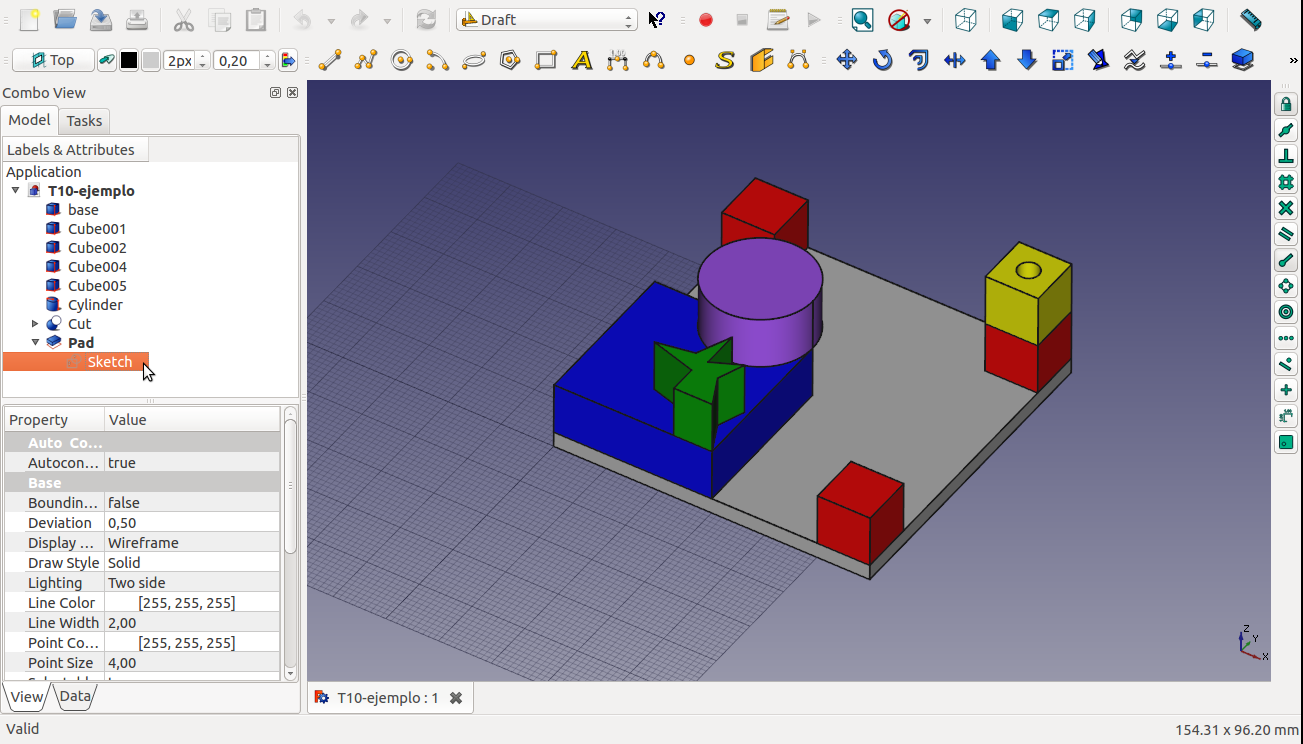 Draft
Top
2px
0,20
»
Combo View
Model Tasks
Labels & Attributes
Application
T10-ejemplo
base
Cube001
Cube002
Cube004
Cube005
Cylinder
Cut
Pad
Sketch
Property Value
Auto Co...
Autocon... true
Base
Boundin... false
Deviation 0,50
Display ... Wireframe
Draw Style Solid
Lighting Two side
Line Color [255, 255, 255]
Line Width 2,00
Point Co... [255, 255, 255]
Point Size 4,00
View Data
Z
Y
X
T10-ejemplo : 1
Valid
154.31 x 96.20 mm